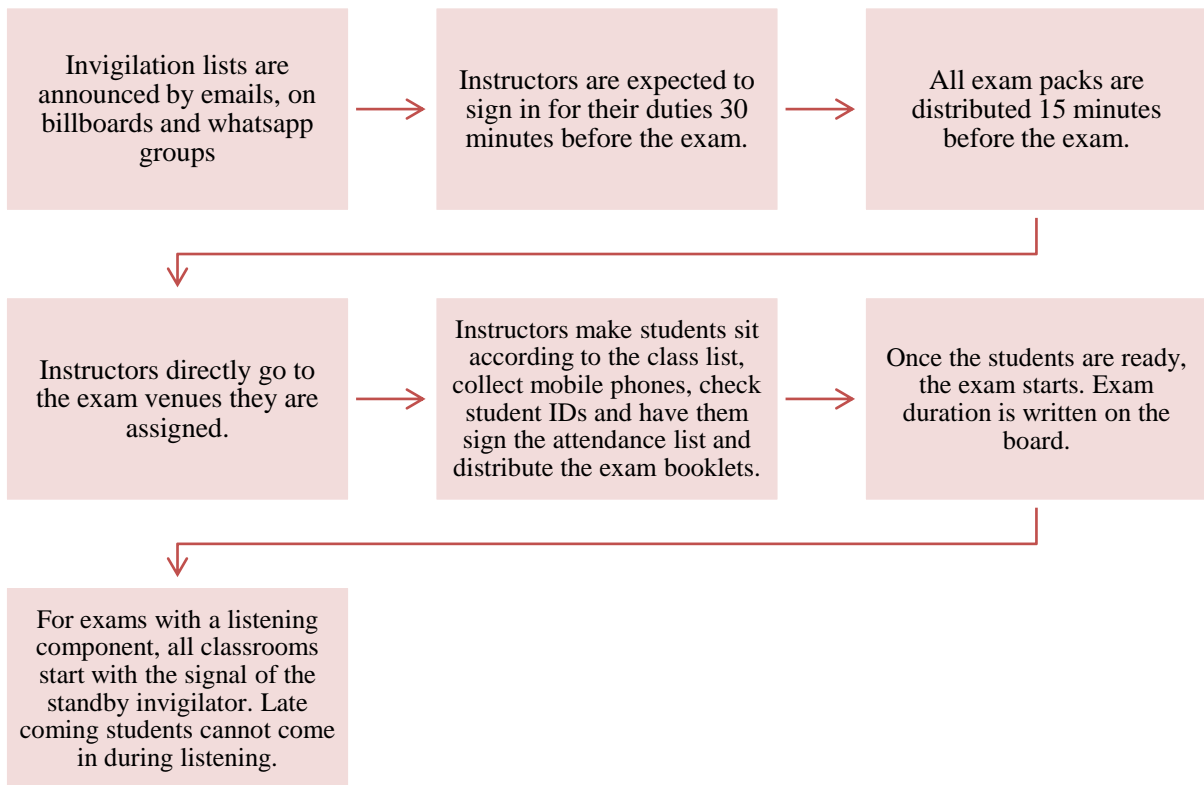 Invigilation lists are
announced by emails, on
billboards and whatsapp
groups
Instructors are expected to
sign in for their duties 30
minutes before the exam.
All exam packs are
distributed 15 minutes
before the exam.
Instructors directly go to
the exam venues they are
assigned.
Instructors make students sit
according to the class list,
collect mobile phones, check
student IDs and have them
sign the attendance list and
distribute the exam booklets.
Once the students are ready,
the exam starts. Exam
duration is written on the
board.
For exams with a listening
component, all classrooms
start with the signal of the
standby invigilator. Late
coming students cannot come
in during listening.